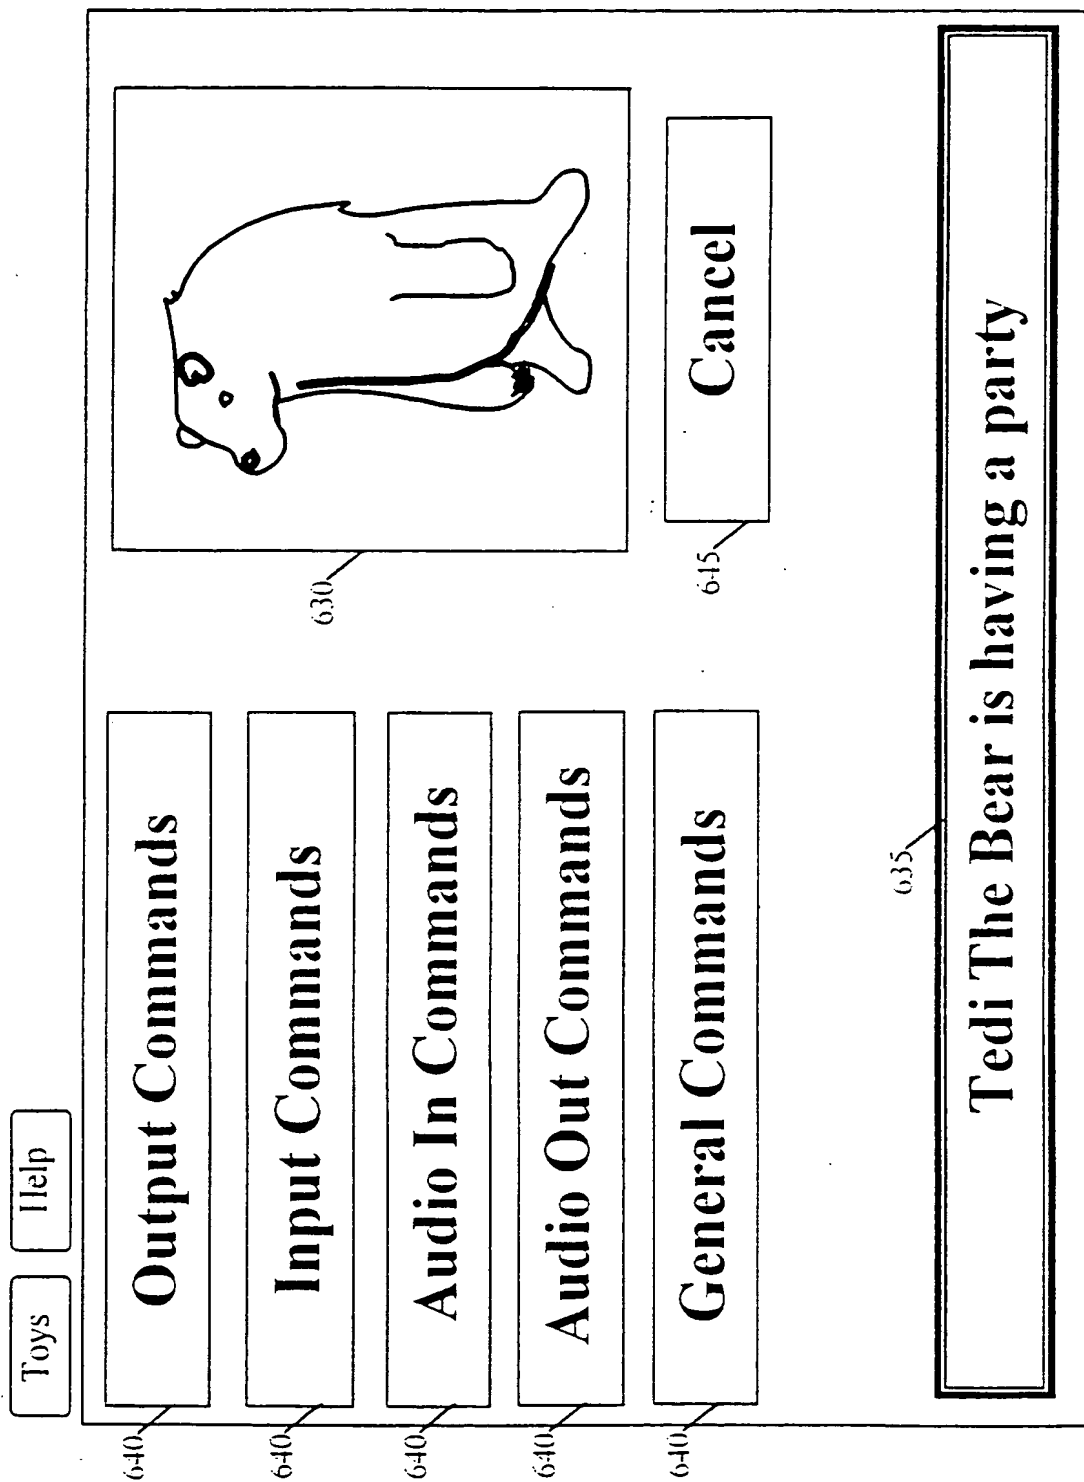 Toys
Help
640
Output Commands
640
Input Commands
640
Audio In Commands
640
Audio Out Commands
640
General Commands
630
645
Cancel
635
Tedi The Bear is having a party